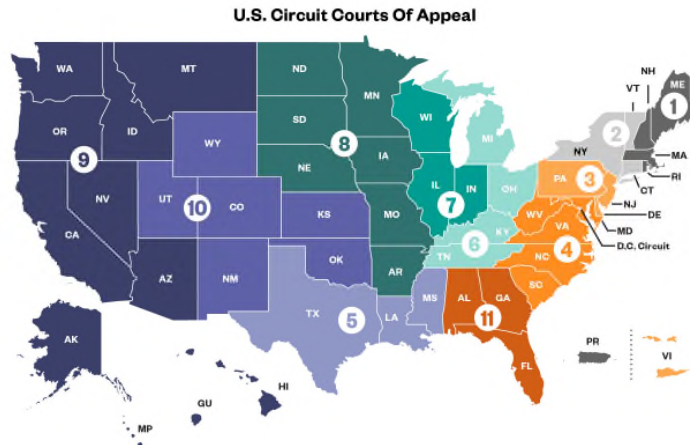 U.S. Circuit Courts Of Appeal
WA
MT
ND
MN
OR
ID
SD
WI
MI
NY
VT
NH
ME
1
2
WY
8
IA
MA
9
NE
PA
3
RI
CT
NV
UT
10
CO
IL
7
IN
OH
NJ
DE
MD
D.C. Circuit
CA
KS
MO
WV
VA
KY
6
4
NC
TN
AZ
NM
OK
AR
SC
TX
5
LA
MS
AL
GA
11
FL
AK
HI
GU
MP
PR
VI